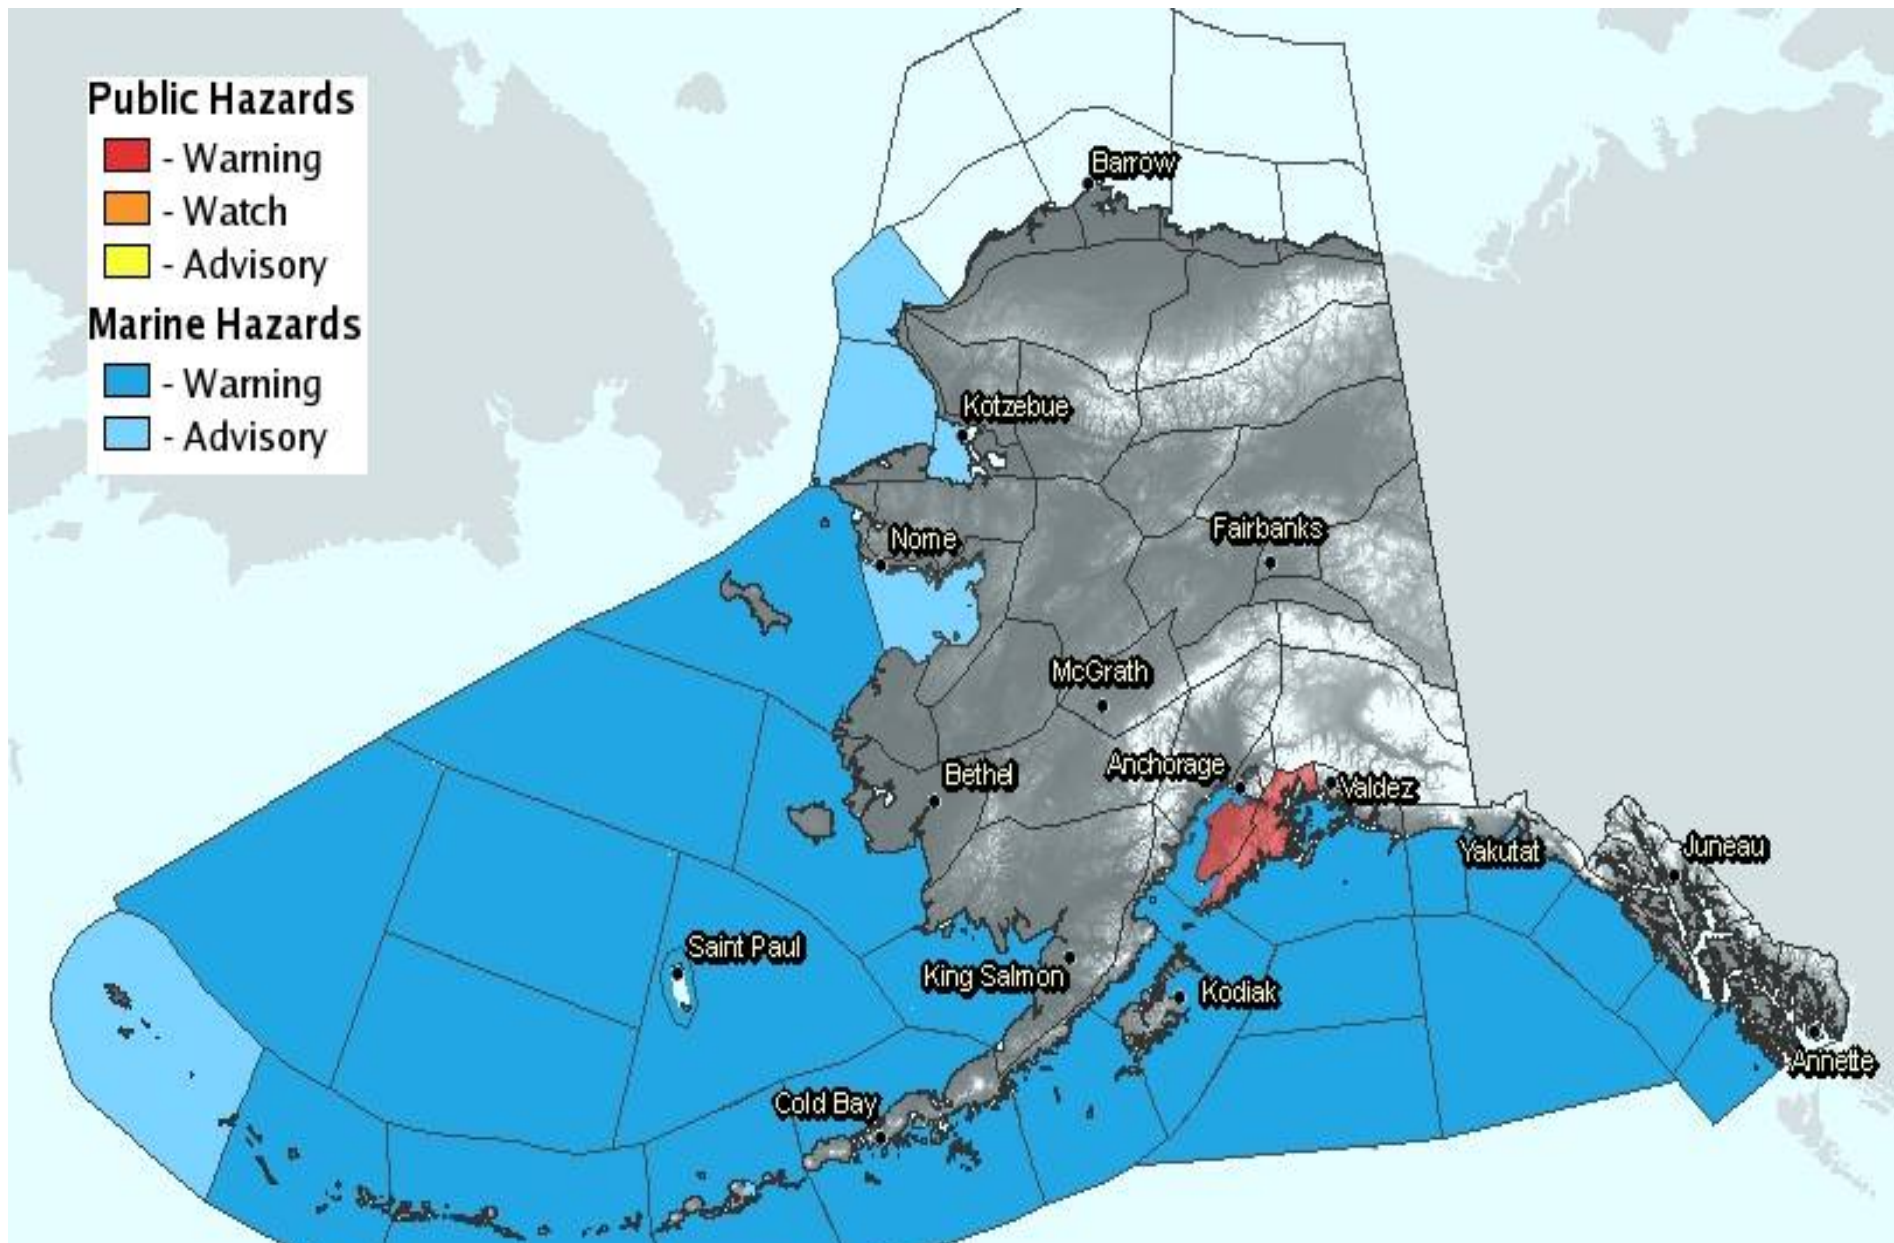 Public Hazards
- Warning
- Watch
- Advisory
Marine Hazards
- Warning
- Advisory
Barrow
Kotzebue
Nome
Fairbanks
McGrath
Anchorage
Valdez
Bethel
Yakutat
Juneau
Saint Paul
King Salmon
Kodiak
Annette
Cold Bay